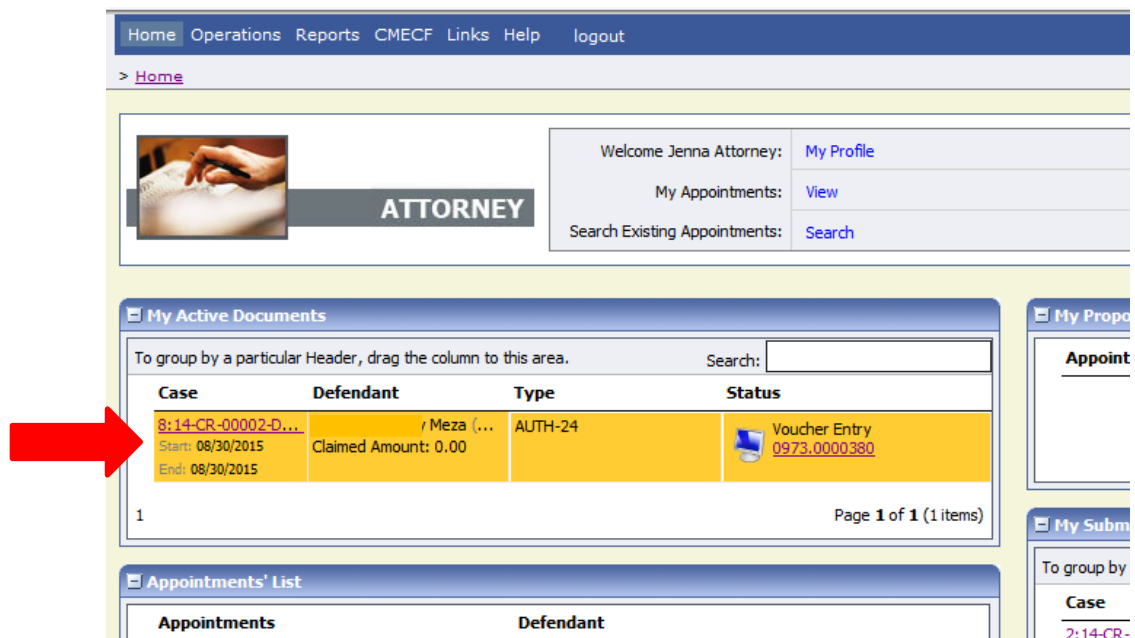 Home Operations Reports CMECF Links Help logout
> Home
ATTORNEY
Welcome Jenna Attorney: My Profile
My Appointments: View
Search Existing Appointments: Search
My Active Documents
To group by a particular Header, drag the column to this area. Search:
Case Defendant Type Status
8:14-CR-00002-D... Meza (... AUTH-24 Voucher Entry
Start: 08/30/2015 Claimed Amount: 0.00 0973.0000380
End: 08/30/2015
1 Page 1 of 1 (1 items)
Appointments' List
Appointments Defendant
My Propo
Appoint
My Subm
To group by
Case
2:14-CR-